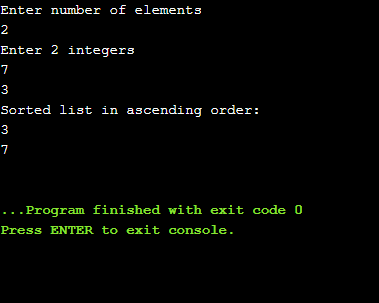 Enter number of elements
2
Enter 2 integers
7
3
Sorted list in ascending order:
3
7
...Program finished with exit code 0
Press ENTER to exit console.